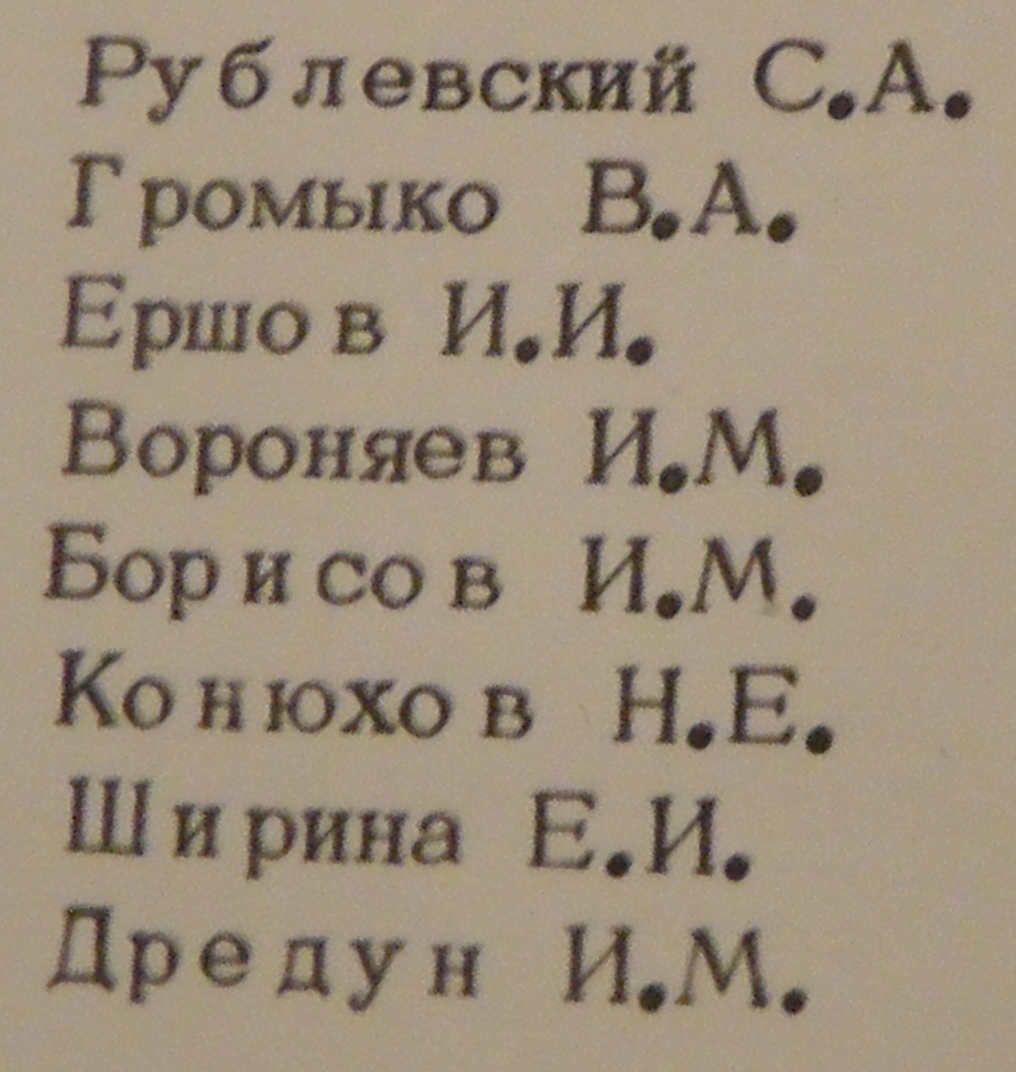 Рублевский С.А.
Громыко В.А.
Ершов И.И.
Вороняев И.М.
Борисов И.М.
Конюхов Н.Е.
Ширина Е.И.
Дредун И.М.